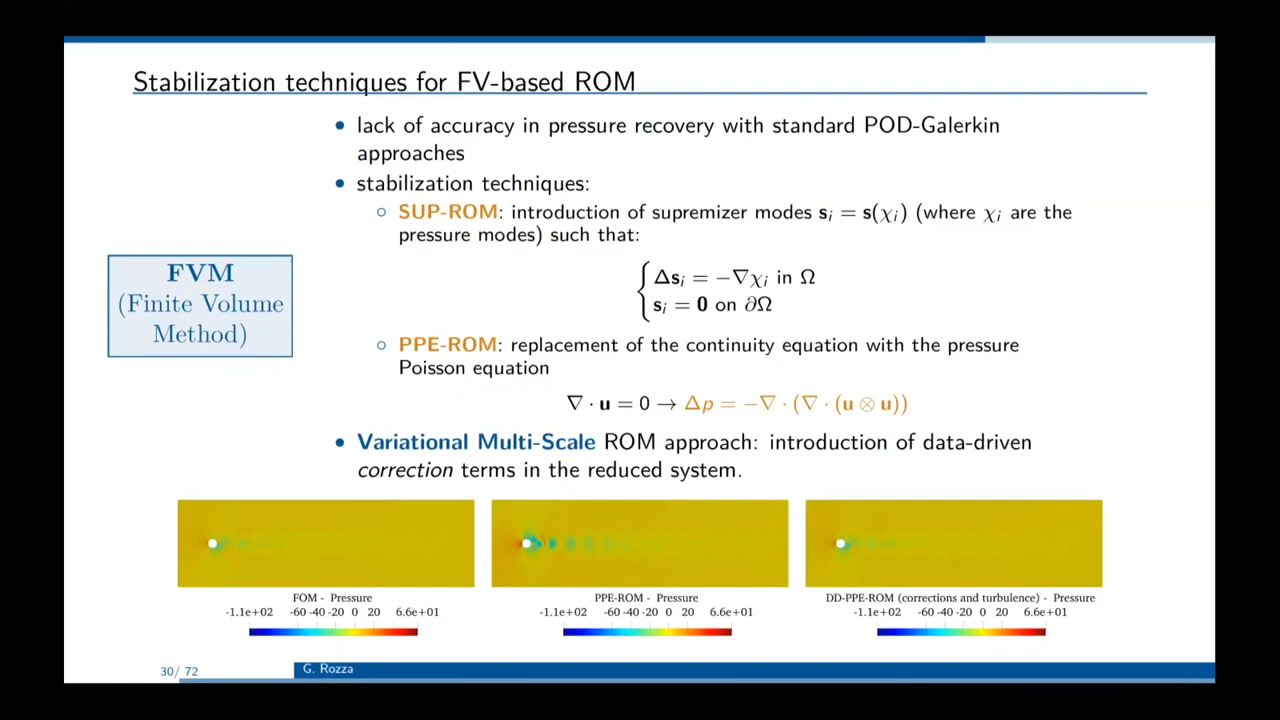 Stabilization techniques for FV-based ROM
• lack of accuracy in pressure recovery with standard POD-Galerkin
approaches
• stabilization techniques:
○ SUP-ROM: introduction of supremizer modes sᵢ = s(χᵢ) (where χᵢ are the
pressure modes) such that:
{ Δsᵢ = −∇χᵢ in Ω
sᵢ = 0 on ∂Ω
FVM
(Finite Volume
Method)
○ PPE-ROM: replacement of the continuity equation with the pressure
Poisson equation
∇ · u = 0 → Δp = −∇ · (∇ · (u ⊗ u))
• Variational Multi-Scale ROM approach: introduction of data-driven
correction terms in the reduced system.
FOM - Pressure
-1.1e+02 -60 -40 -20 0 20 6.6e+01
PPE-ROM - Pressure
-1.1e+02 -60 -40 -20 0 20 6.6e+01
DD-PPE-ROM (corrections and turbulence) - Pressure
-1.1e+02 -60 -40 -20 0 20 6.6e+01
30/ 72
G. Rozza